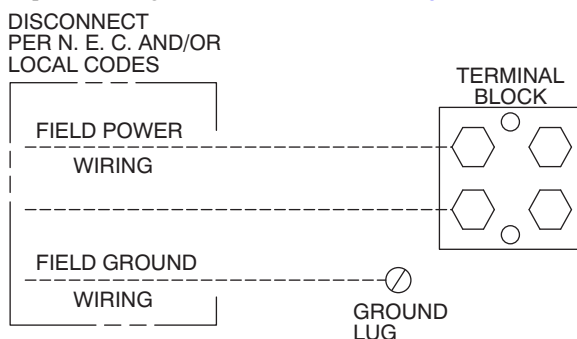 DISCONNECT
PER N. E. C. AND/OR
LOCAL CODES
TERMINAL
BLOCK
FIELD POWER
WIRING
FIELD GROUND
WIRING
GROUND
LUG